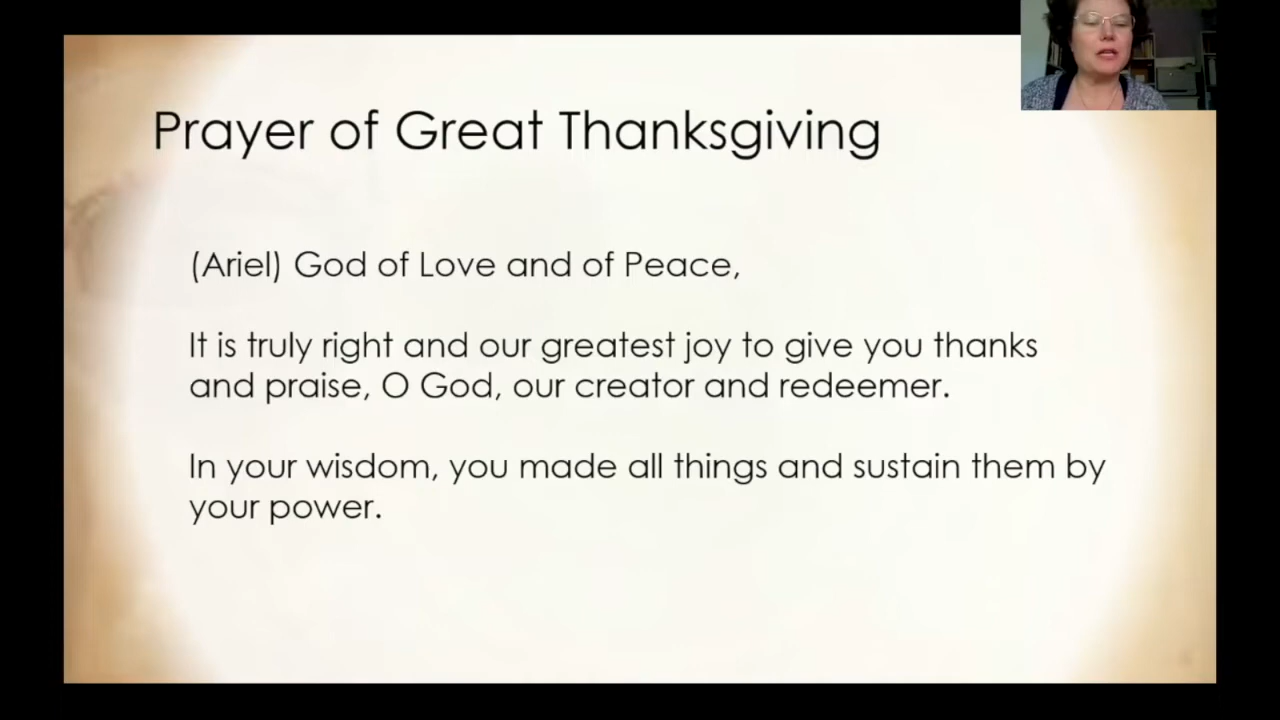 Prayer of Great Thanksgiving
(Ariel) God of Love and of Peace,
It is truly right and our greatest joy to give you thanks
and praise, O God, our creator and redeemer.
In your wisdom, you made all things and sustain them by
your power.